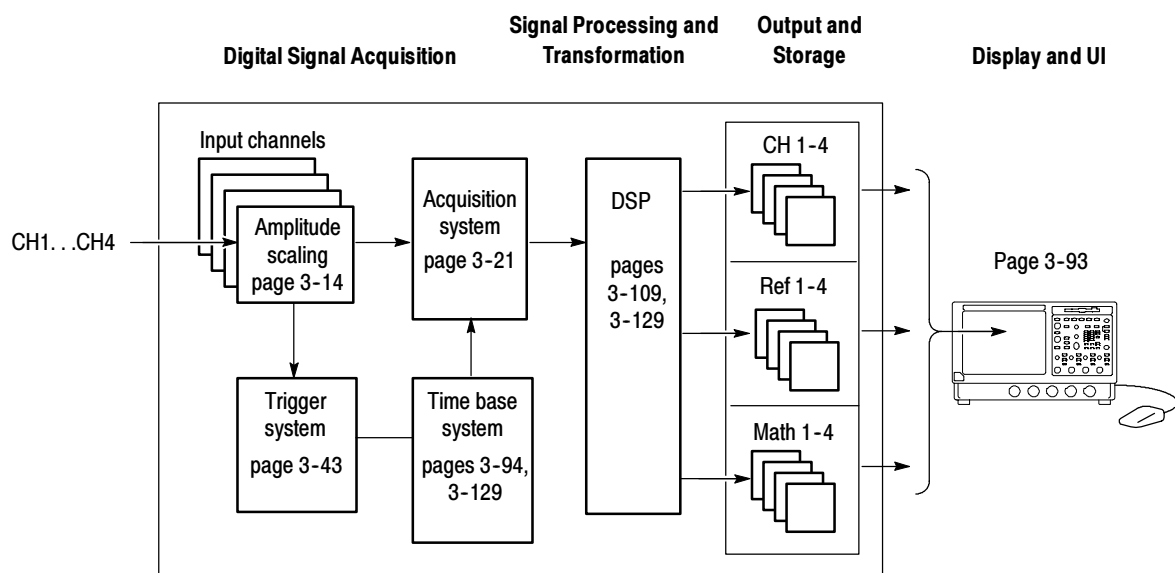 Digital Signal Acquisition
Signal Processing and
Transformation
Output and
Storage
Display and UI
CH1. . .CH4
Input channels
Amplitude
scaling
page 3-14
Acquisition
system
page 3-21
Trigger
system
page 3-43
Time base
system
pages 3-94,
3-129
DSP
pages
3-109,
3-129
CH 1-4
Ref 1-4
Math 1-4
Page 3-93